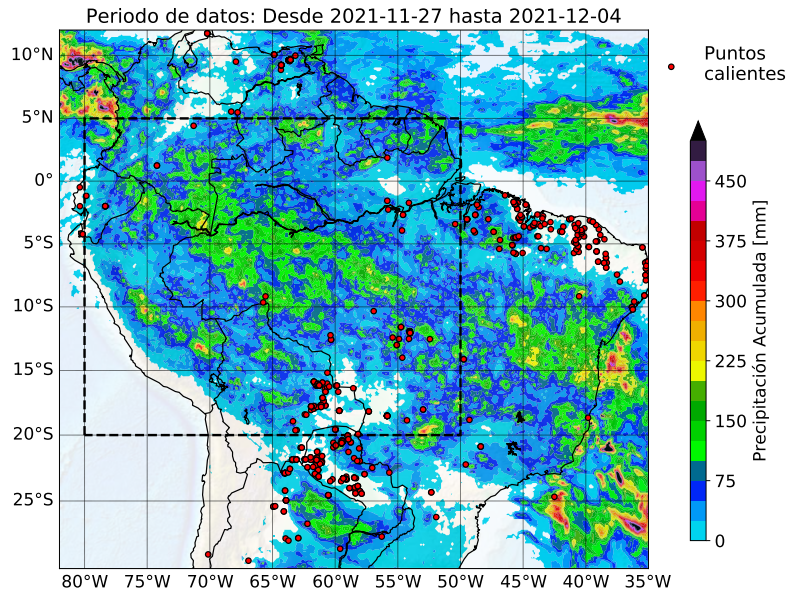 Periodo de datos: Desde 2021-11-27 hasta 2021-12-04
10°N
5°N
0°
5°S
10°S
15°S
20°S
25°S
80°W
75°W
70°W
65°W
60°W
55°W
50°W
45°W
40°W
35°W
Puntos
calientes
450
375
300
225
150
75
0
Precipitación Acumulada [mm]